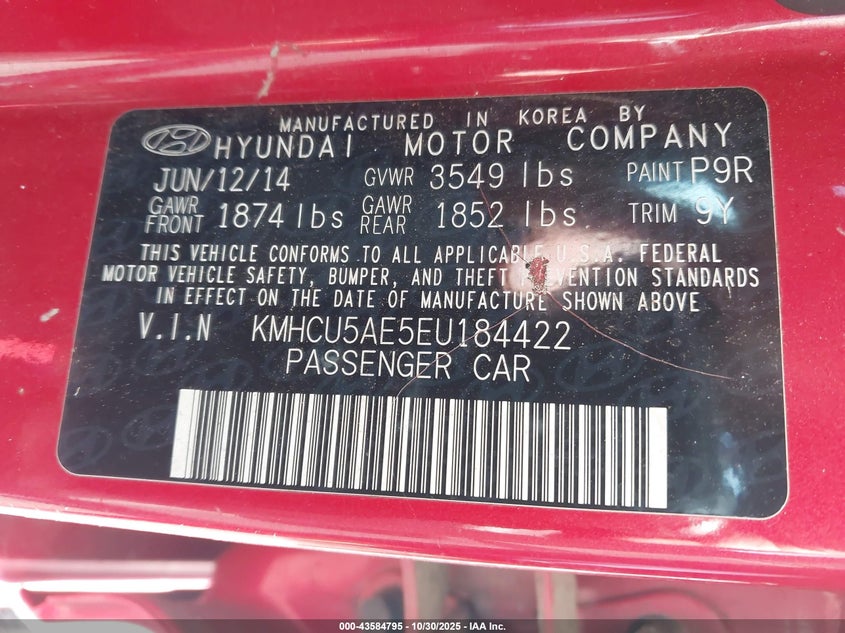 MANUFACTURED IN KOREA BY
HYUNDAI MOTOR COMPANY
JUN/12/14 GVWR 3549 lbs PAINT P9R
GAWR FRONT 1874 lbs GAWR REAR 1852 lbs TRIM 9Y
THIS VEHICLE CONFORMS TO ALL APPLICABLE U.S.A. FEDERAL
MOTOR VEHICLE SAFETY, BUMPER, AND THEFT PREVENTION STANDARDS
IN EFFECT ON THE DATE OF MANUFACTURE SHOWN ABOVE
V.I.N KMHCU5AE5EU184422
PASSENGER CAR
000-43584795 - 10/30/2025 - IAA Inc.